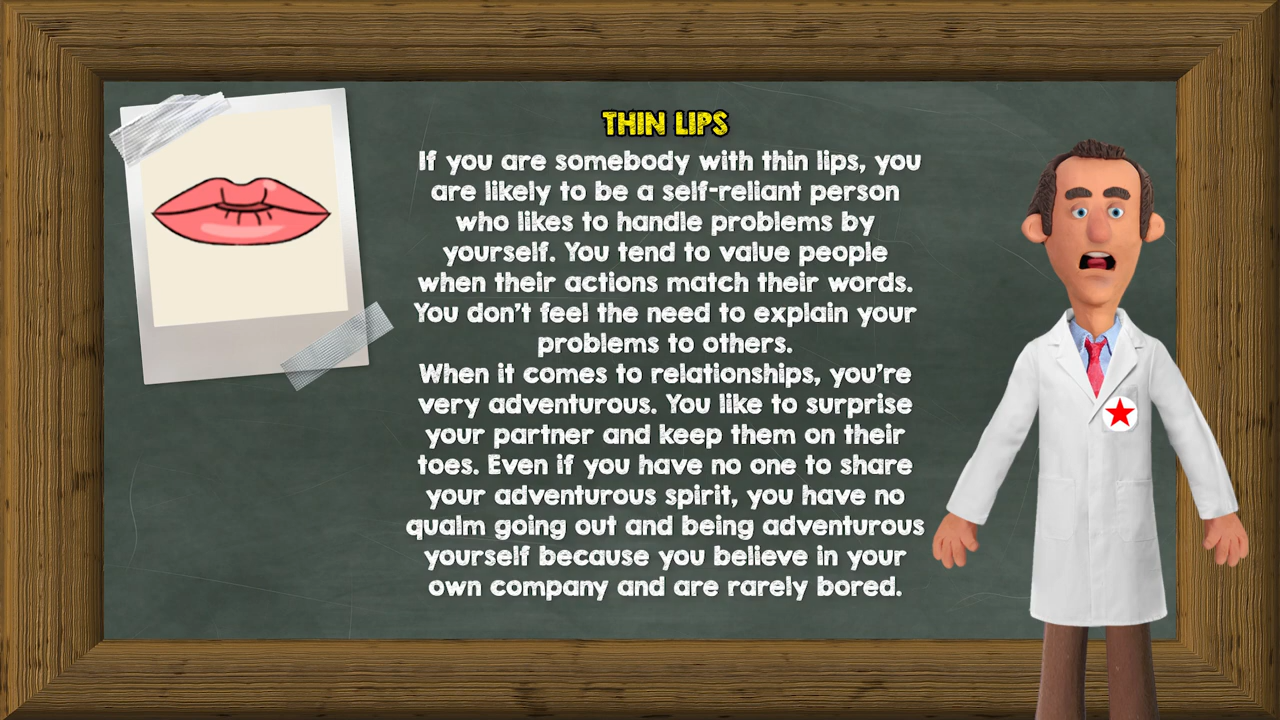 THIN LIPS
If you are somebody with thin lips, you
are likely to be a self-reliant person
who likes to handle problems by
yourself. You tend to value people
when their actions match their words.
You don't feel the need to explain your
problems to others.
When it comes to relationships, you're
very adventurous. You like to surprise
your partner and keep them on their
toes. Even if you have no one to share
your adventurous spirit, you have no
qualm going out and being adventurous
yourself because you believe in your
own company and are rarely bored.